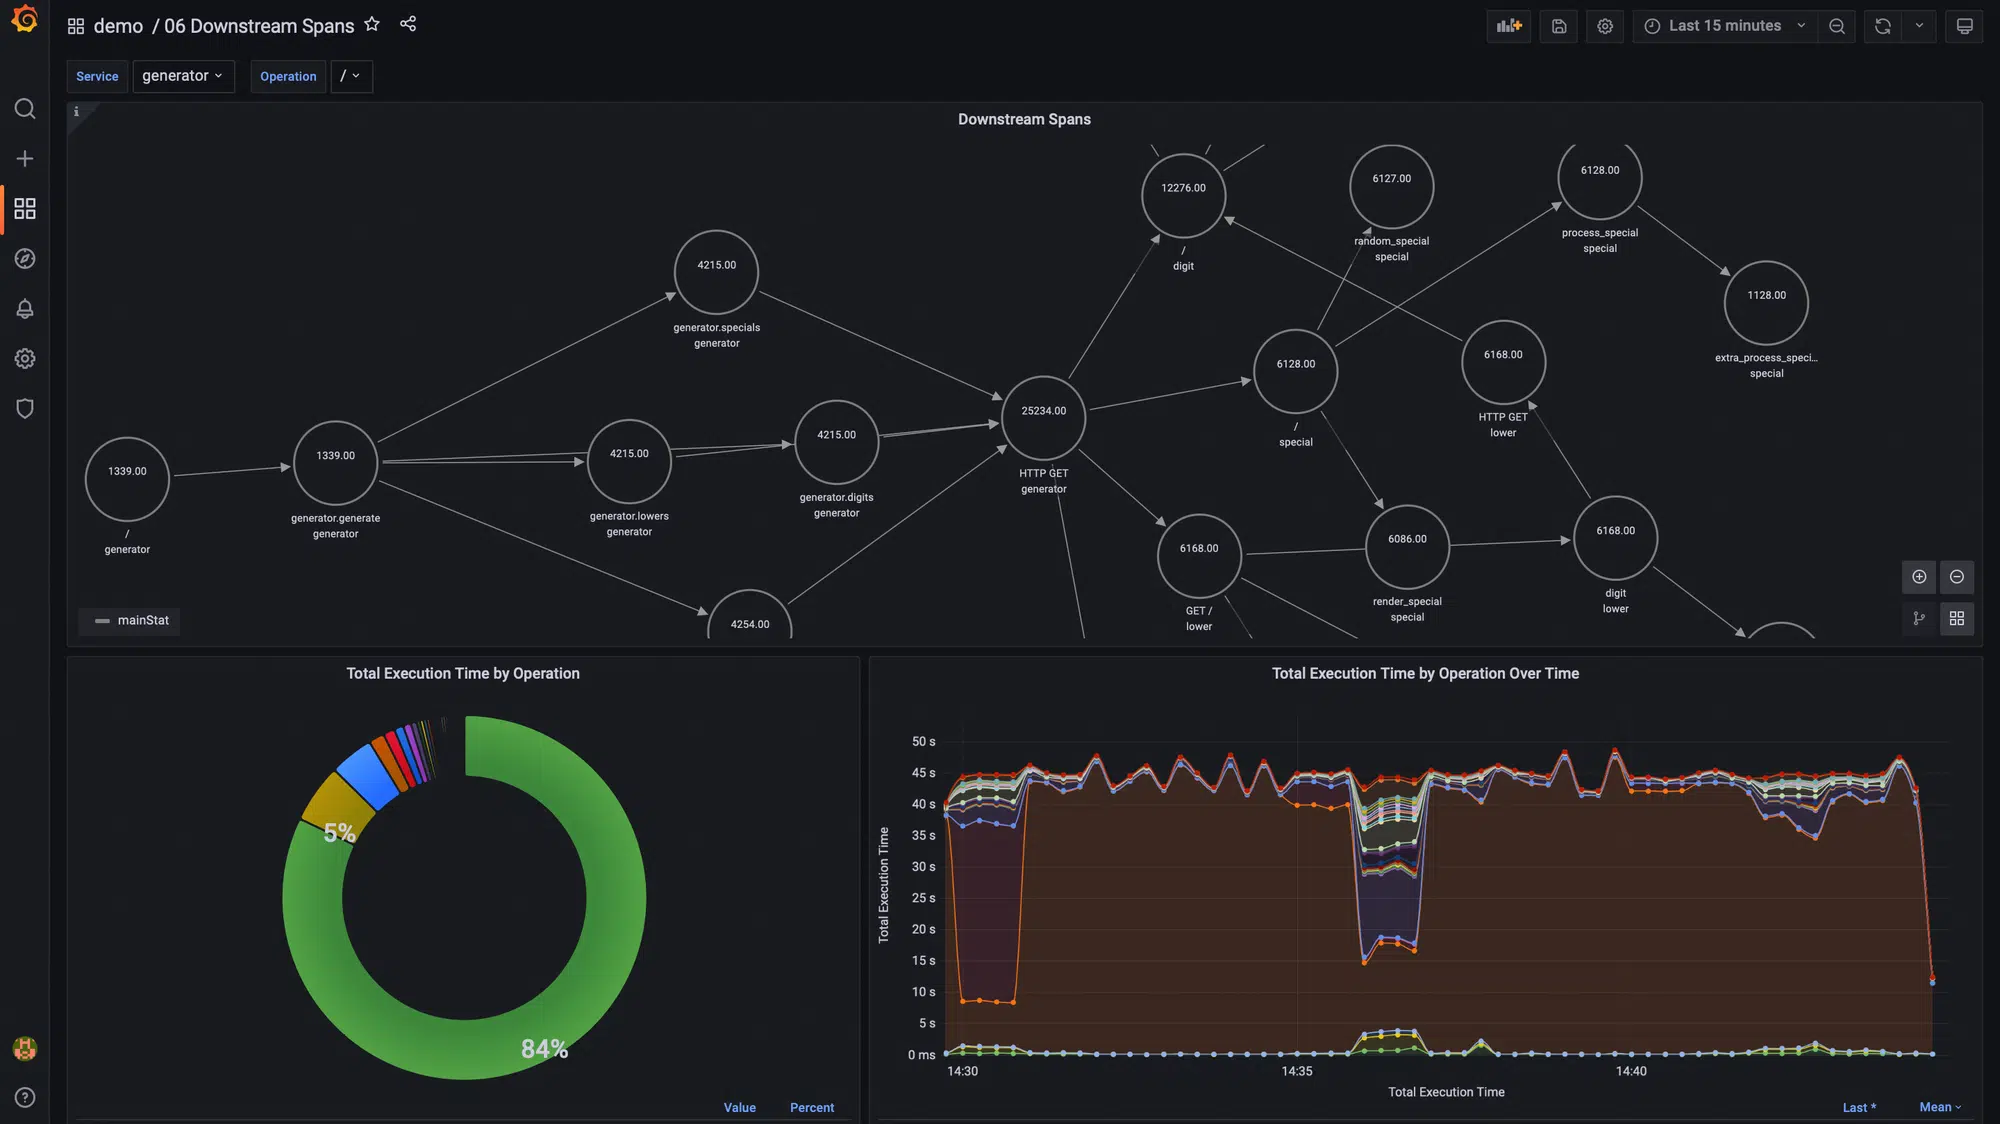 demo / 06 Downstream Spans
Last 15 minutes
Service generator Operation /
i
Downstream Spans
12276.00
/
digit
6127.00
random_special
special
6128.00
process_special
special
4215.00
generator.specials
generator
1128.00
extra_process_speci...
special
6128.00
/
special
6168.00
HTTP GET
lower
25234.00
HTTP GET
generator
1339.00
/
generator
1339.00
generator.generate
generator
4215.00
generator.lowers
generator
4215.00
generator.digits
generator
6168.00
GET /
lower
6086.00
render_special
special
6168.00
digit
lower
4254.00
mainStat
Total Execution Time by Operation
5%
84%
Value Percent
Total Execution Time by Operation Over Time
Total Execution Time
50 s
45 s
40 s
35 s
30 s
25 s
20 s
15 s
10 s
5 s
0 ms
14:30 14:35 14:40
Total Execution Time
Last * Mean